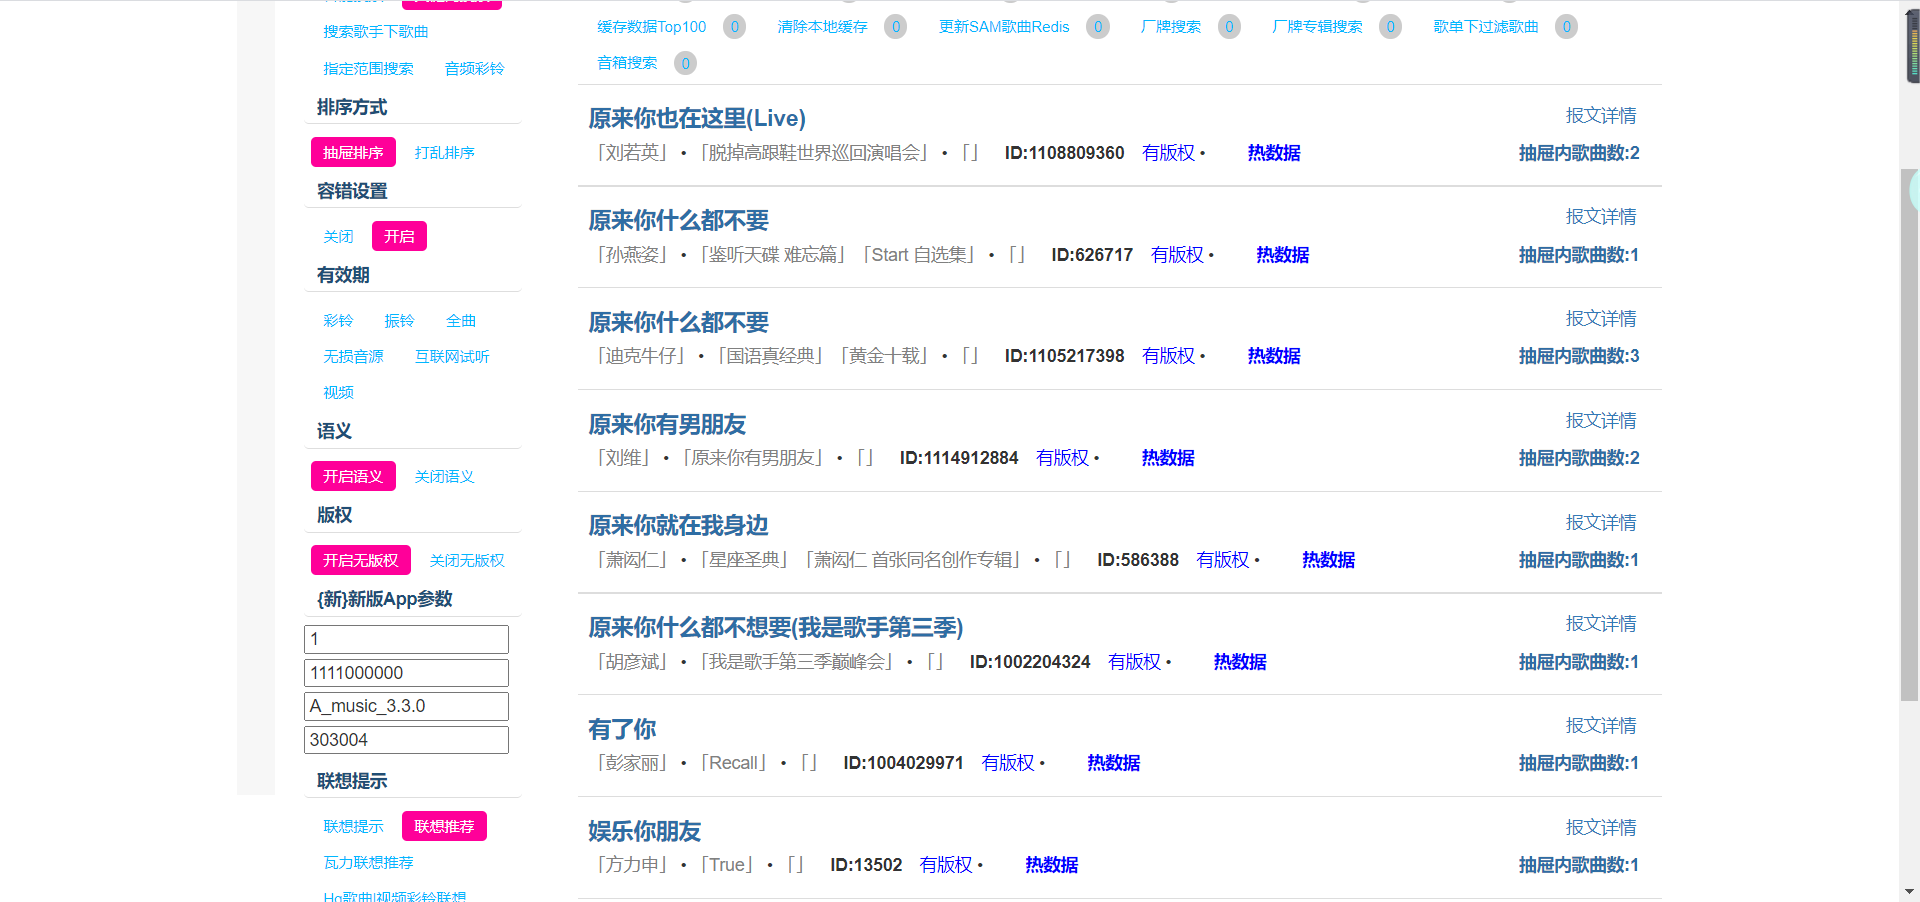 搜索歌手下歌曲
指定范围搜索 音频彩铃
排序方式
抽屉排序 打乱排序
容错设置
关闭 开启
有效期
彩铃 振铃 全曲
无损音源 互联网试听
视频
语义
开启语义 关闭语义
版权
开启无版权 关闭无版权
{新}新版App参数
1
1111000000
A_music_3.3.0
303004
联想提示
联想提示 联想推荐
瓦力联想推荐
缓存数据Top100 0 清除本地缓存 0 更新SAM歌曲Redis 0 厂牌搜索 0 厂牌专辑搜索 0 歌单下过滤歌曲 0
音箱搜索 0
原来你也在这里(Live) 报文详情
「刘若英」 • 「脱掉高跟鞋世界巡回演唱会」 • 「」 ID:1108809360 有版权 • 热数据 抽屉内歌曲数:2
原来你什么都不要 报文详情
「孙燕姿」 • 「鉴听天碟 难忘篇」 「Start 自选集」 • 「」 ID:626717 有版权 • 热数据 抽屉内歌曲数:1
原来你什么都不要 报文详情
「迪克牛仔」 • 「国语真经典」 「黄金十载」 • 「」 ID:1105217398 有版权 • 热数据 抽屉内歌曲数:3
原来你有男朋友 报文详情
「刘维」 • 「原来你有男朋友」 • 「」 ID:1114912884 有版权 • 热数据 抽屉内歌曲数:2
原来你就在我身边 报文详情
「萧闳仁」 • 「星座圣典」 「萧闳仁 首张同名创作专辑」 • 「」 ID:586388 有版权 • 热数据 抽屉内歌曲数:1
原来你什么都不想要(我是歌手第三季) 报文详情
「胡彦斌」 • 「我是歌手第三季巅峰会」 • 「」 ID:1002204324 有版权 • 热数据 抽屉内歌曲数:1
有了你 报文详情
「彭家丽」 • 「Recall」 • 「」 ID:1004029971 有版权 • 热数据 抽屉内歌曲数:1
娱乐你朋友 报文详情
「方力申」 • 「True」 • 「」 ID:13502 有版权 • 热数据 抽屉内歌曲数:1